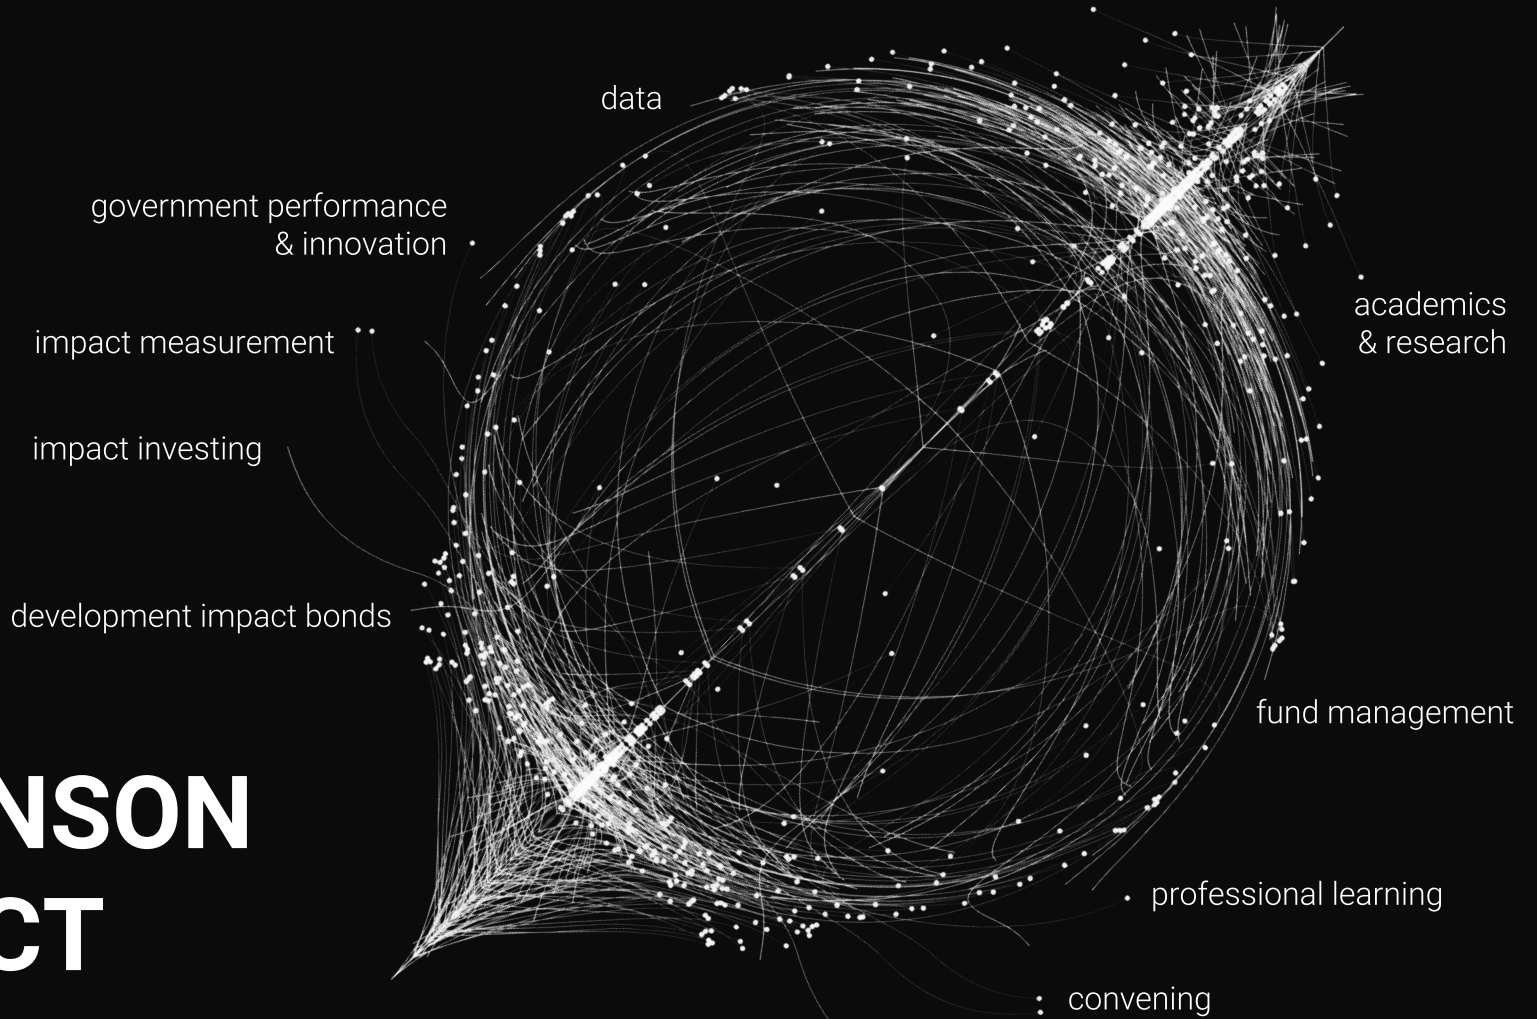 data
government performance
& innovation
impact measurement
academics
& research
impact investing
development impact bonds
fund management
NSON
CT
professional learning
convening